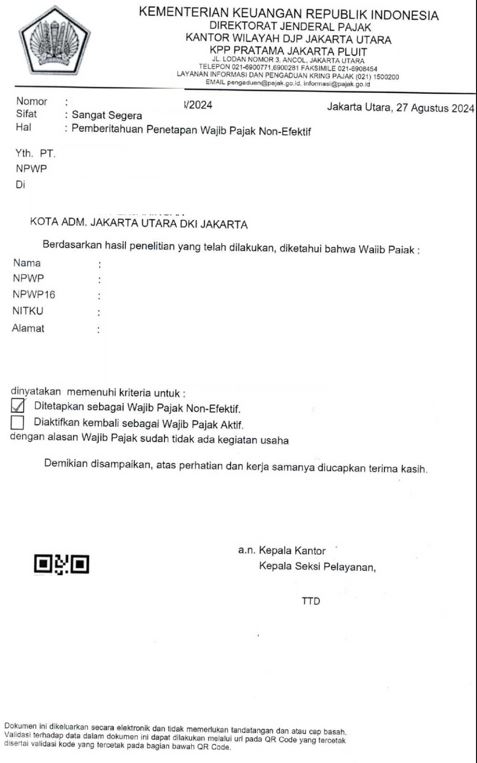 KEMENTERIAN KEUANGAN REPUBLIK INDONESIA
DIREKTORAT JENDERAL PAJAK
KANTOR WILAYAH DJP JAKARTA UTARA
KPP PRATAMA JAKARTA PLUIT
JL. LODAN NOMOR 3, ANCOL, JAKARTA UTARA
TELEPON 021-6900771,6900281 FAKSIMILE 021-6908454
LAYANAN INFORMASI DAN PENGADUAN KRING PAJAK (021) 1500200
EMAIL pengaduan@pajak.go.id, informasi@pajak.go.id
Nomor : /2024 Jakarta Utara, 27 Agustus 2024
Sifat : Sangat Segera
Hal : Pemberitahuan Penetapan Wajib Pajak Non-Efektif
Yth. PT.
NPWP
Di
KOTA ADM. JAKARTA UTARA DKI JAKARTA
Berdasarkan hasil penelitian yang telah dilakukan, diketahui bahwa Wajib Pajak :
Nama :
NPWP :
NPWP16 :
NITKU :
Alamat :
dinyatakan memenuhi kriteria untuk :
Ditetapkan sebagai Wajib Pajak Non-Efektif.
Diaktifkan kembali sebagai Wajib Pajak Aktif.
dengan alasan Wajib Pajak sudah tidak ada kegiatan usaha
Demikian disampaikan, atas perhatian dan kerja samanya diucapkan terima kasih.
a.n. Kepala Kantor
Kepala Seksi Pelayanan,
TTD
Dokumen ini dikeluarkan secara elektronik dan tidak memerlukan tandatangan dan atau cap basah.
Validasi terhadap data dalam dokumen ini dapat dilakukan melalui url pada QR Code yang tercetak
disertai validasi kode yang tercetak pada bagian bawah QR Code.